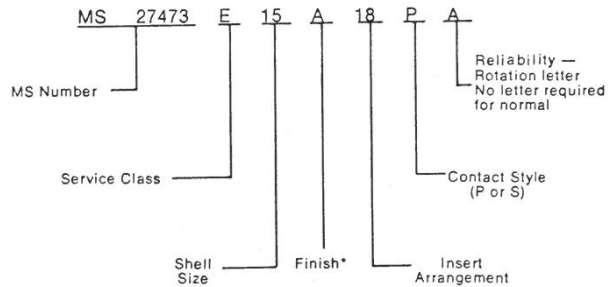 MS 27473 E 15 A 18 P A
Reliability —
Rotation letter
No letter required
for normal
MS Number
Service Class
Contact Style
(P or S)
Shell
Size
Finish*
Insert
Arrangement